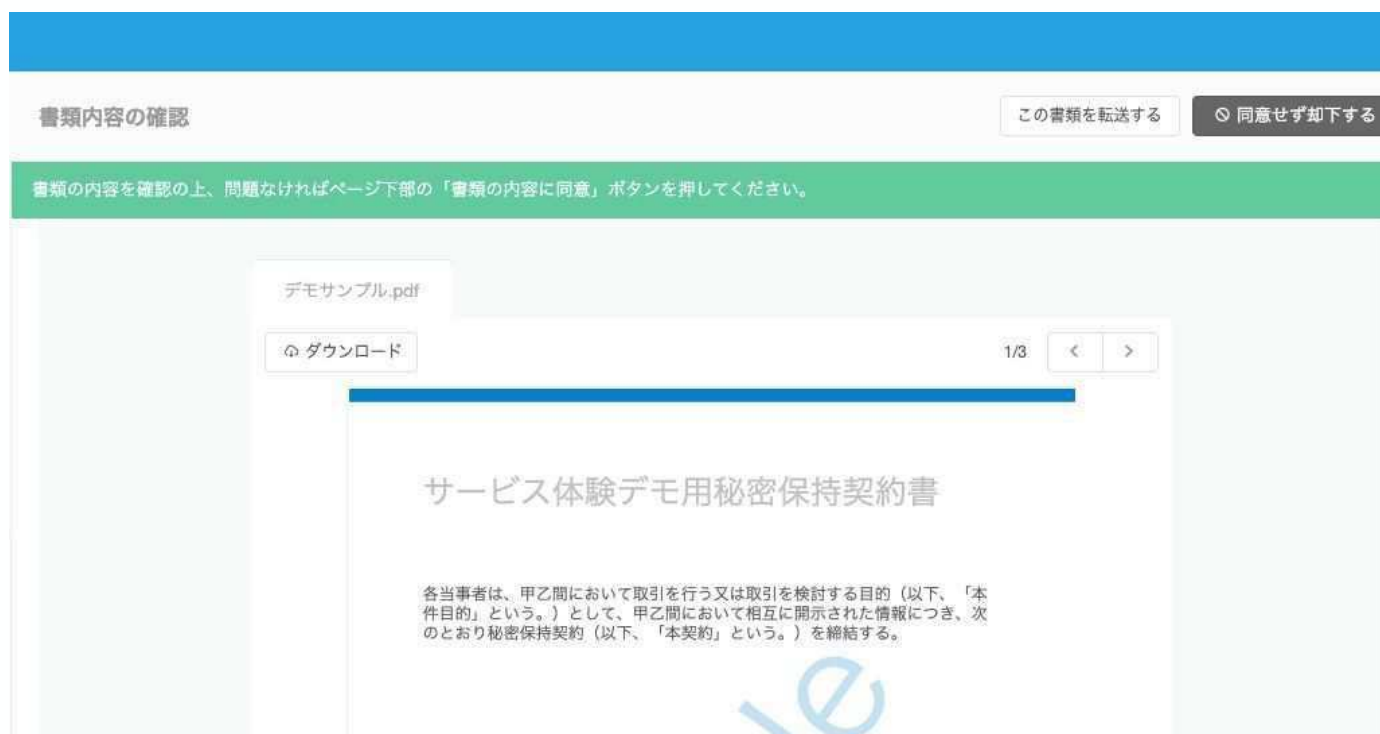 書類内容の確認
この書類を転送する
同意せず却下する
書類の内容を確認の上、問題なければページ下部の「書類の内容に同意」ボタンを押してください。
デモサンプル.pdf
ダウンロード
1/3
サービス体験デモ用秘密保持契約書
各当事者は、甲乙間において取引を行う又は取引を検討する目的（以下、「本
件目的」という。）として、甲乙間において相互に開示された情報につき、次
のとおり秘密保持契約（以下、「本契約」という。）を締結する。
le